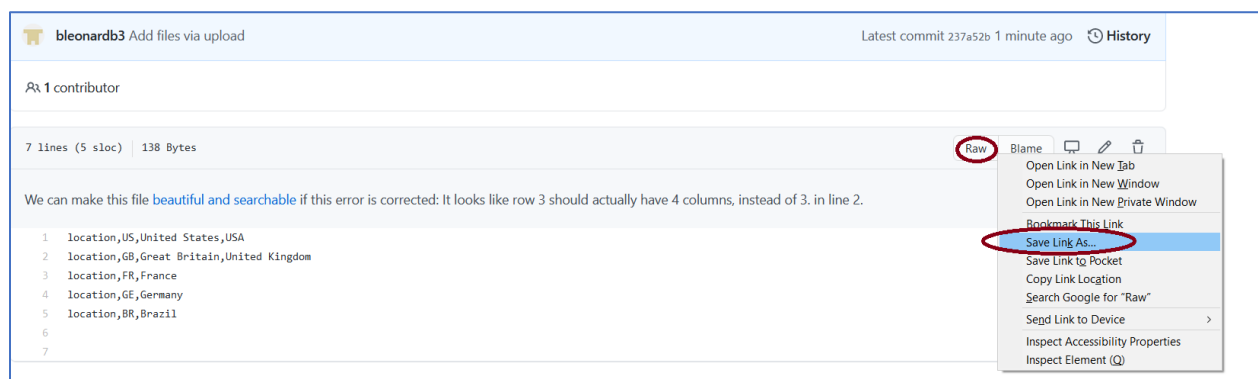 bleonardb3 Add files via upload Latest commit 237a52b 1 minute ago History
1 contributor
7 lines (5 sloc) 138 Bytes Raw Blame
We can make this file beautiful and searchable if this error is corrected: It looks like row 3 should actually have 4 columns, instead of 3. in line 2.
1 location,US,United States,USA
2 location,GB,Great Britain,United Kingdom
3 location,FR,France
4 location,GE,Germany
5 location,BR,Brazil
6
7
Open Link in New Tab
Open Link in New Window
Open Link in New Private Window
Bookmark This Link
Save Link As...
Save Link to Pocket
Copy Link Location
Search Google for "Raw"
Send Link to Device >
Inspect Accessibility Properties
Inspect Element (Q)